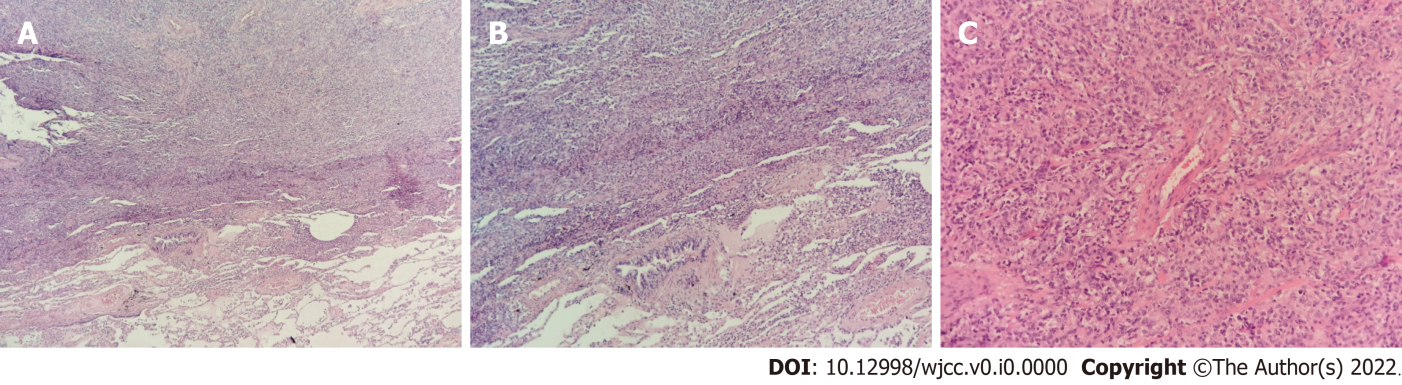 A
B
C
DOI: 10.12998/wjcc.v0.i0.0000 Copyright ©The Author(s) 2022.